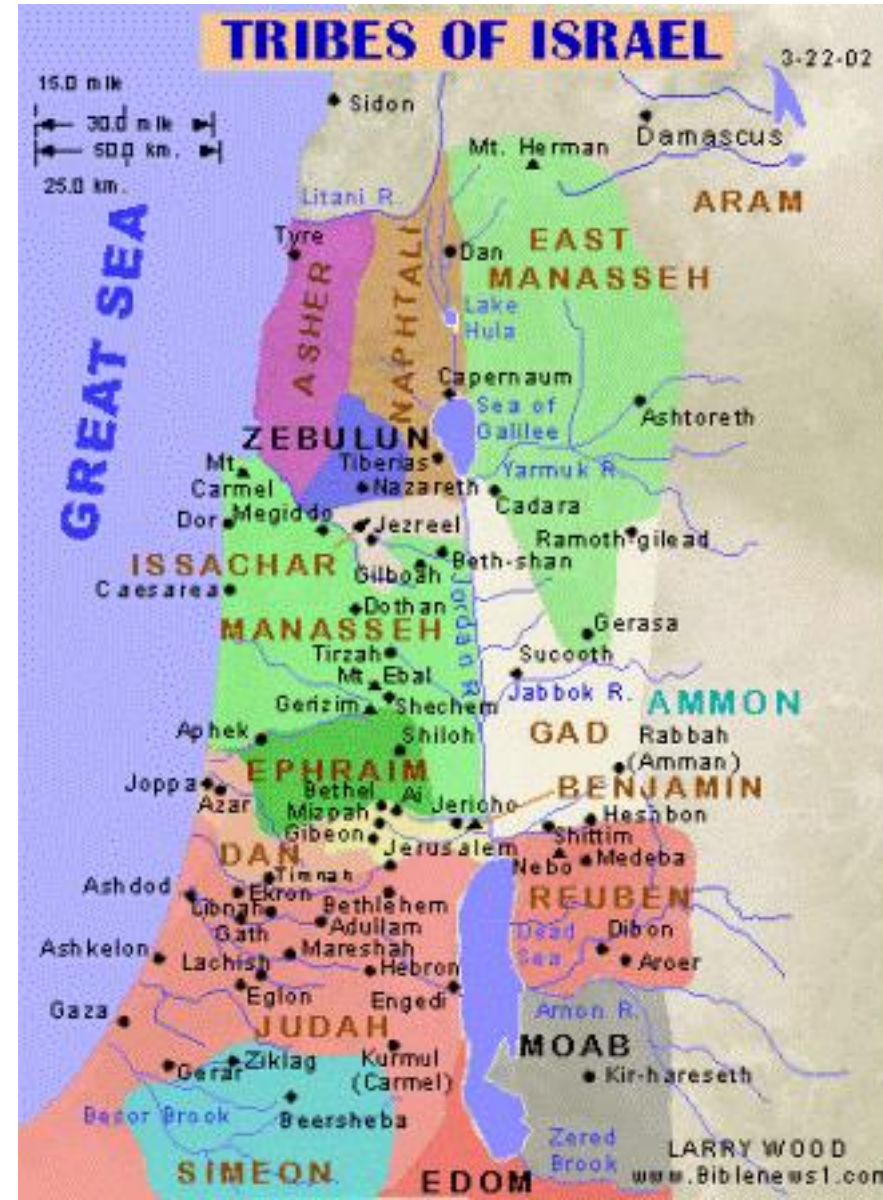 TRIBES OF ISRAEL
3-22-02
15.0 mlk
30.0 mlk
50.0 km.
25.0 km.
Sidon
Damascus
Mt. Herman
Litani R.
ARAM
Tyre
Dan
EAST
MANASSEH
GREAT SEA
ASHER
NAPHTALI
Lake
Hula
Capernaum
Sea of
Galilee
Ashtoreth
ZEBULUN
Tiberias
Yarmuk R.
Mt.
Carmel
Nazareth
Cadara
Dor
Megiddo
Jezreel
Ramoth-gilead
ISSACHAR
Gilboah
Beth-shan
Caesarea
Dothan
Jordan R.
MANASSEH
Gerasa
Tirzah
Sucooth
Mt. Ebal
Jabbok R.
AMMON
Gerizim
Shechem
Aphek
Shiloh
GAD
Rabbah
(Amman)
EPHRAIM
Joppa
Azar
Bethel
Ai
Jericho
BENJAMIN
Mizpah
Heshbon
Gibeon
Jerusalem
Shittim
DAN
Nebo
Medeba
Timnah
Ashdod
Ekron
REUBEN
Libnah
Bethlehem
Gath
Adullam
Dead
Sea
Dibon
Ashkelon
Mareshah
Aroer
Lachish
Hebron
Eglon
Engedi
Gaza
Arnon R.
JUDAH
MOAB
Gerar
Ziklag
Kurmul
(Carmel)
Kir-hareseth
Besor Brook
Beersheba
Zered
Brook
LARRY WOOD
SIMEON
EDOM
www.Biblenews1.com